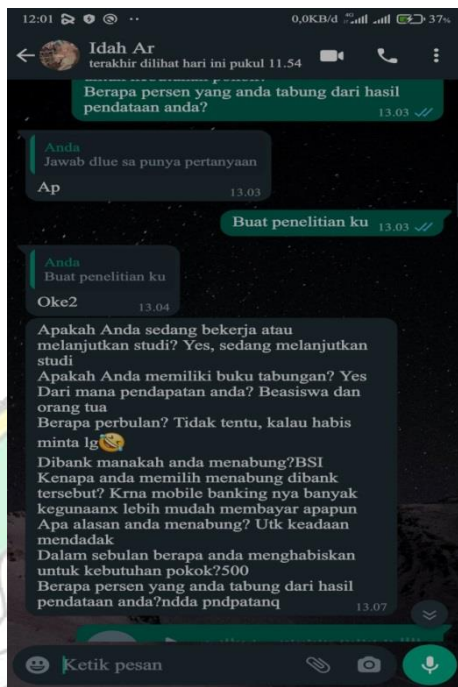 12:01
0,0KB/d 37%
Idah Ar
terakhir dilihat hari ini pukul 11.54
Berapa persen yang anda tabung dari hasil
pendataan anda?
13.03
Anda
Jawab dlue sa punya pertanyaan
Ap
13.03
Buat penelitian ku 13.03
Anda
Buat penelitian ku
Oke2
13.04
Apakah Anda sedang bekerja atau
melanjutkan studi? Yes, sedang melanjutkan
studi
Apakah Anda memiliki buku tabungan? Yes
Dari mana pendapatan anda? Beasiswa dan
orang tua
Berapa perbulan? Tidak tentu, kalau habis
minta lg🤣
Dibank manakah anda menabung?BSI
Kenapa anda memilih menabung dibank
tersebut? Krna mobile banking nya banyak
kegunaanx lebih mudah membayar apapun
Apa alasan anda menabung? Utk keadaan
mendadak
Dalam sebulan berapa anda menghabiskan
untuk kebutuhan pokok?500
Berapa persen yang anda tabung dari hasil
pendataan anda?ndda pndpatanq
13.07
Ketik pesan